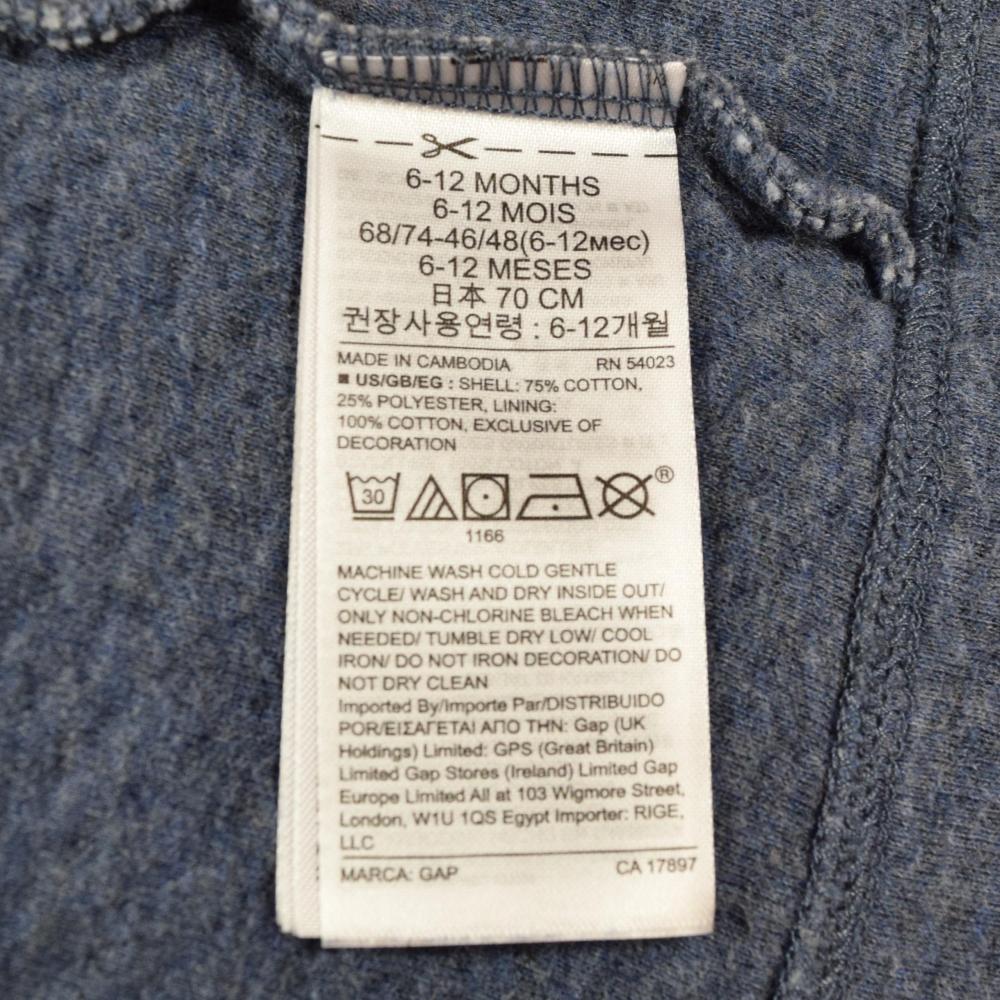 6-12 MONTHS
6-12 MOIS
68/74-46/48(6-12мес)
6-12 MESES
日本 70 CM
권장사용연령 : 6-12개월
MADE IN CAMBODIA RN 54023
■ US/GB/EG : SHELL: 75% COTTON,
25% POLYESTER, LINING:
100% COTTON, EXCLUSIVE OF
DECORATION
30
®
1166
MACHINE WASH COLD GENTLE
CYCLE/ WASH AND DRY INSIDE OUT/
ONLY NON-CHLORINE BLEACH WHEN
NEEDED/ TUMBLE DRY LOW/ COOL
IRON/ DO NOT IRON DECORATION/ DO
NOT DRY CLEAN
Imported By/Importe Par/DISTRIBUIDO
POR/ΕΙΣΑΓΕΤΑΙ ΑΠΟ ΤΗΝ: Gap (UK
Holdings) Limited: GPS (Great Britain)
Limited Gap Stores (Ireland) Limited Gap
Europe Limited All at 103 Wigmore Street,
London, W1U 1QS Egypt Importer: RIGE,
LLC
MARCA: GAP CA 17897